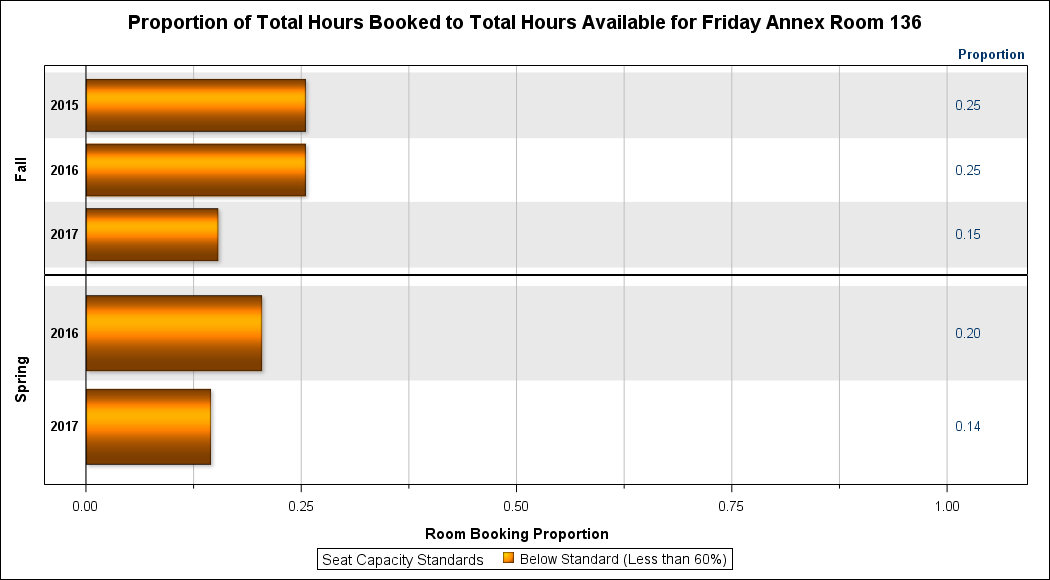 Proportion of Total Hours Booked to Total Hours Available for Friday Annex Room 136
Proportion
Fall
2015 0.25
2016 0.25
2017 0.15
Spring
2016 0.20
2017 0.14
0.00 0.25 0.50 0.75 1.00
Room Booking Proportion
Seat Capacity Standards Below Standard (Less than 60%)